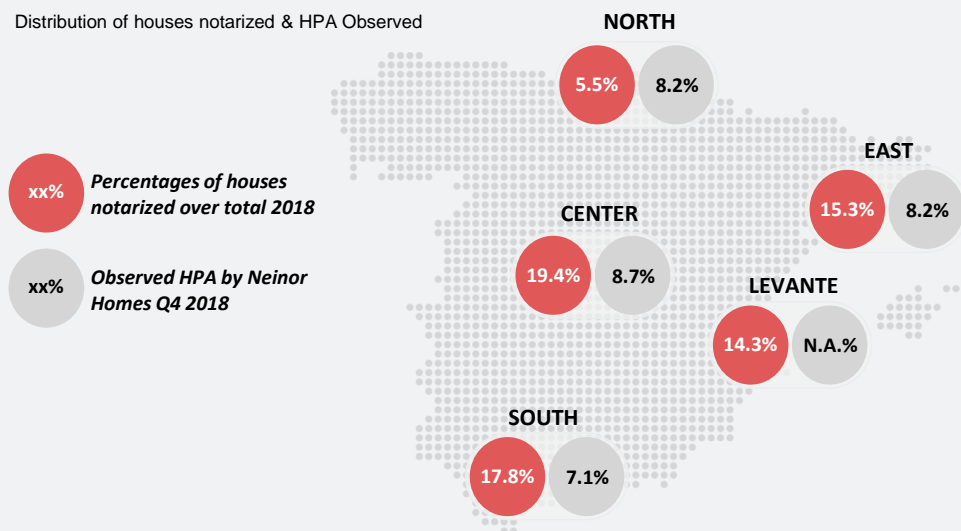 Distribution of houses notarized & HPA Observed
NORTH
5.5%
8.2%
EAST
15.3%
8.2%
xx%
Percentages of houses
notarized over total 2018
CENTER
19.4%
8.7%
xx%
Observed HPA by Neinor
Homes Q4 2018
LEVANTE
14.3%
N.A.%
SOUTH
17.8%
7.1%